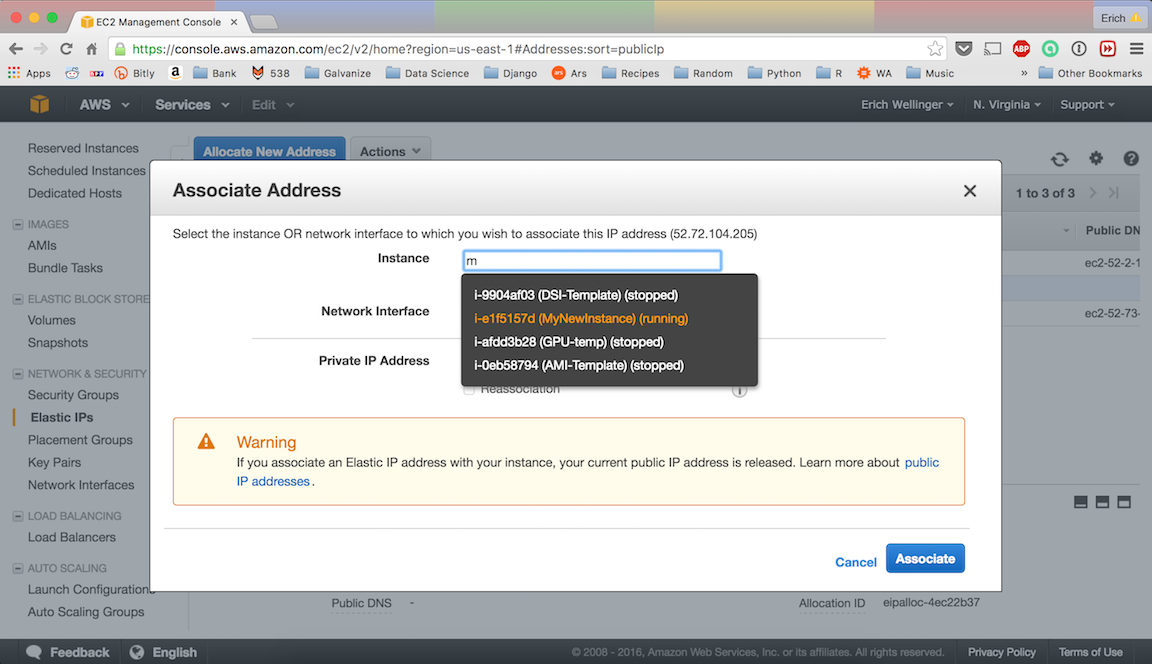 EC2 Management Console
Erich
https://console.aws.amazon.com/ec2/v2/home?region=us-east-1#Addresses:sort=publicIp
ABP
Apps
Bitly
a
Bank
538
Galvanize
Data Science
Django
ars
Ars
Recipes
Random
Python
R
WA
Music
»
Other Bookmarks
AWS
Services
Edit
Erich Wellinger
N. Virginia
Support
Reserved Instances
Scheduled Instances
Dedicated Hosts
IMAGES
AMIs
Bundle Tasks
ELASTIC BLOCK STORE
Volumes
Snapshots
NETWORK & SECURITY
Security Groups
Elastic IPs
Placement Groups
Key Pairs
Network Interfaces
LOAD BALANCING
Load Balancers
AUTO SCALING
Launch Configurations
Auto Scaling Groups
Allocate New Address
Actions
1 to 3 of 3
Public DN
ec2-52-2-1
ec2-52-73-
Associate Address
Select the instance OR network interface to which you wish to associate this IP address (52.72.104.205)
Instance
m
i-9904af03 (DSI-Template) (stopped)
i-e1f5157d (MyNewInstance) (running)
i-afdd3b28 (GPU-temp) (stopped)
i-0eb58794 (AMI-Template) (stopped)
Network Interface
Private IP Address
Reassociation
Warning
If you associate an Elastic IP address with your instance, your current public IP address is released. Learn more about public
IP addresses.
Cancel
Associate
Public DNS
-
Allocation ID
eipalloc-4ec22b37
Feedback
English
© 2008 - 2016, Amazon Web Services, Inc. or its affiliates. All rights reserved.
Privacy Policy
Terms of Use